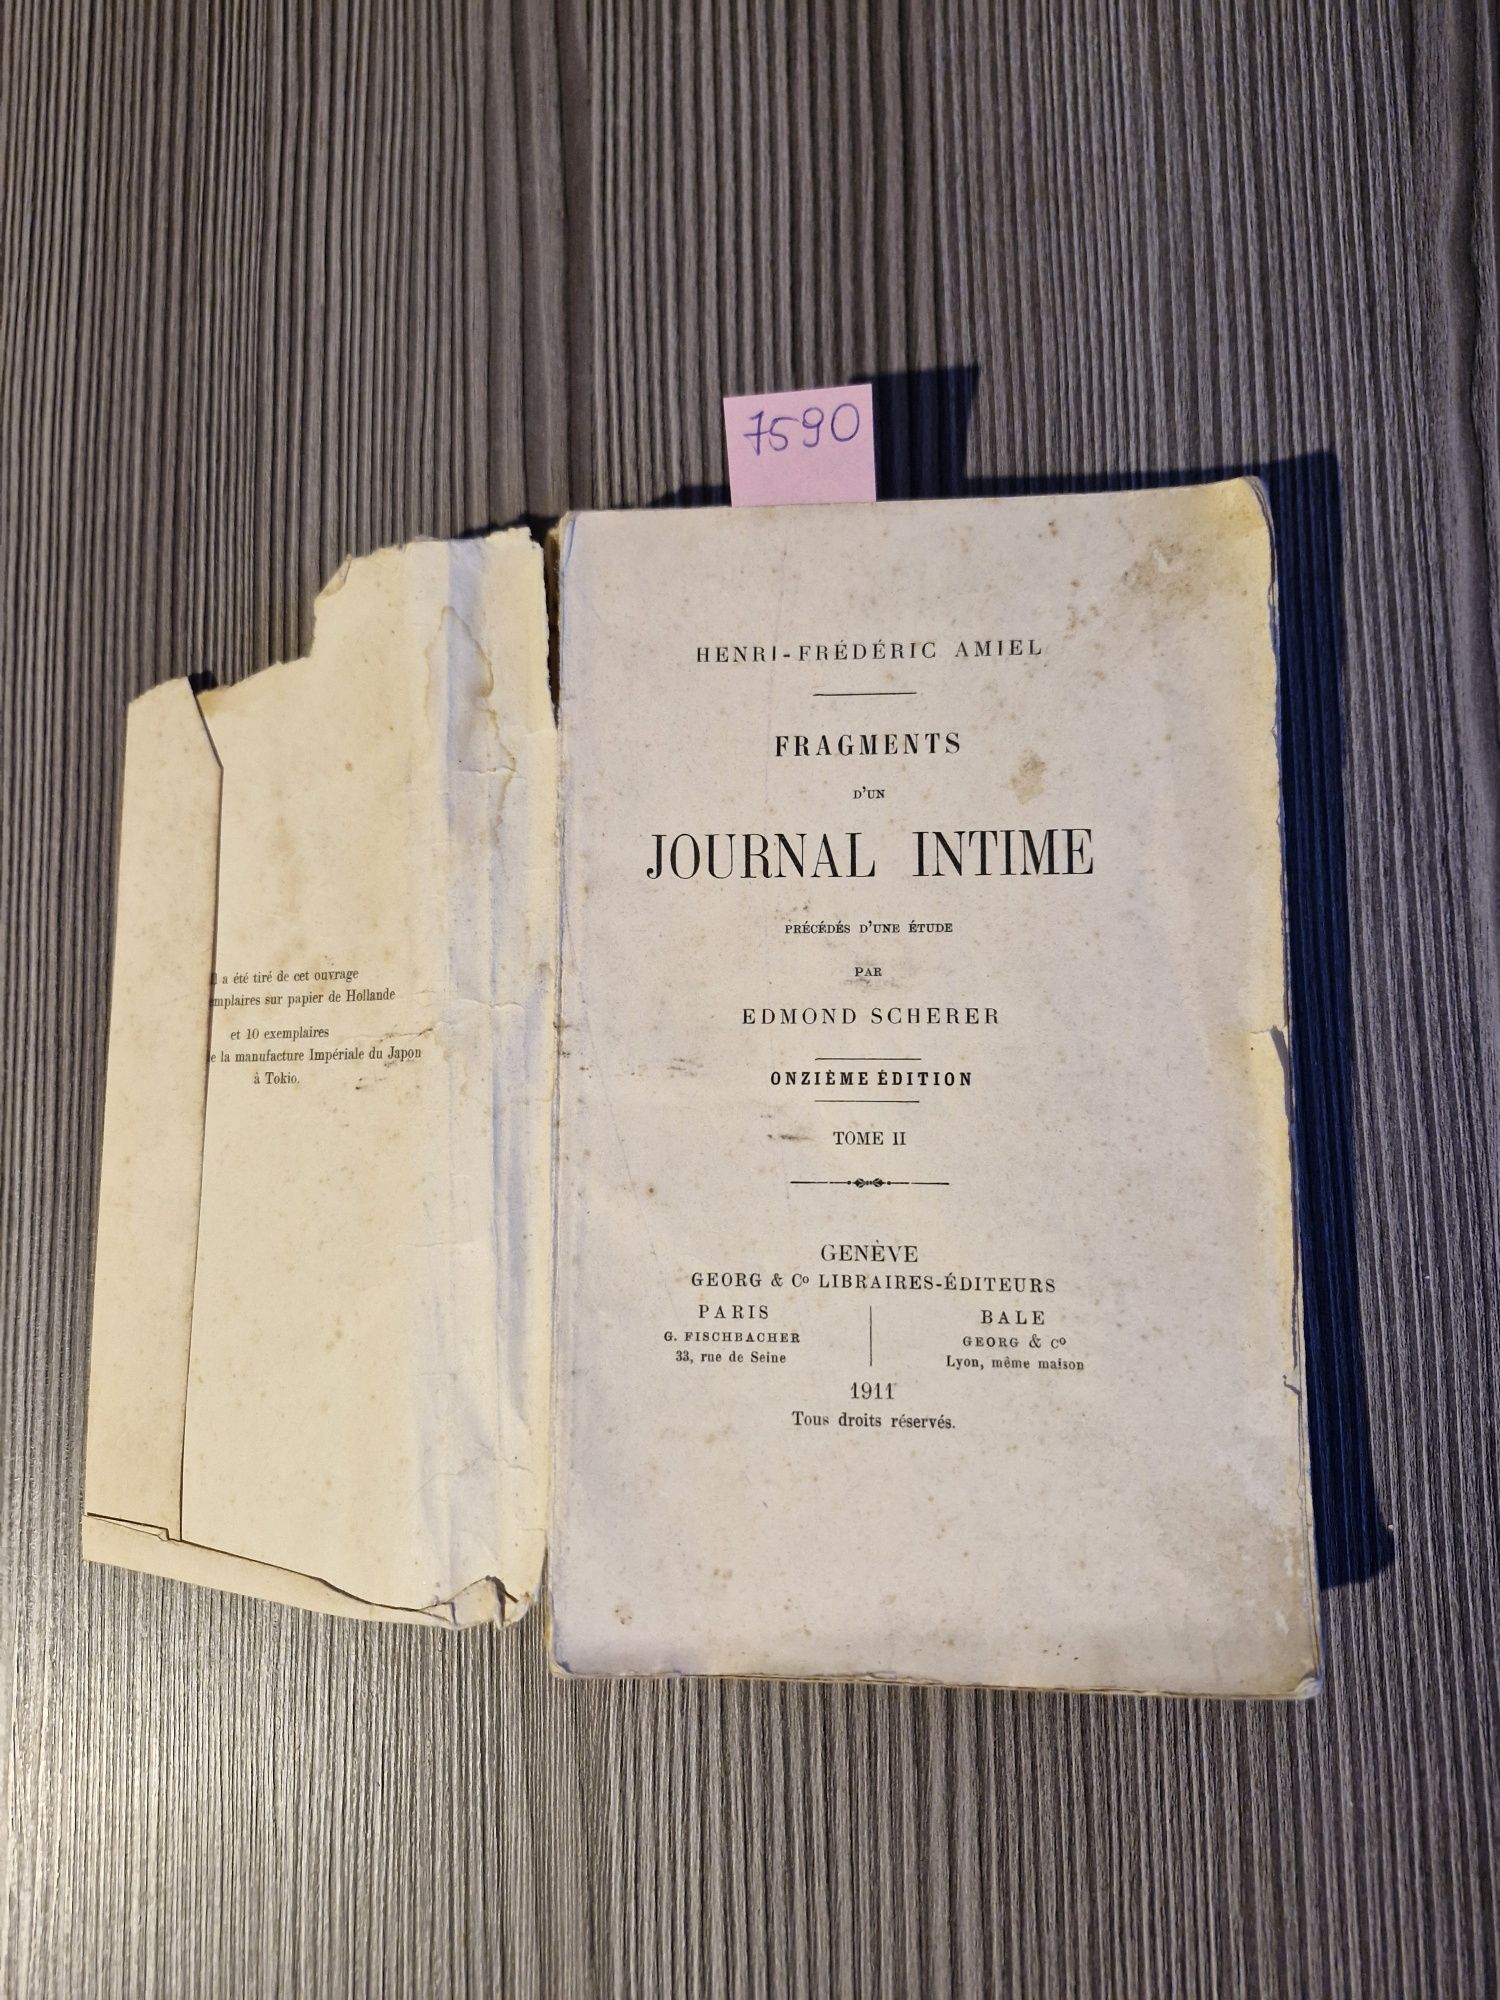 7590
a été tiré de cet ouvrage
sur papier de Hollande
et 10 exemplaires
la manufacture Impériale du Japon
à Tokio.
HENRI-FRÉDÉRIC AMIEL
FRAGMENTS
D'UN
JOURNAL INTIME
PRÉCÉDÉS D'UNE ÉTUDE
PAR
EDMOND SCHERER
ONZIÈME ÉDITION
TOME II
GENÈVE
GEORG & Co LIBRAIRES-ÉDITEURS
PARIS
G. FISCHBACHER
33, rue de Seine
BALE
GEORG & Co
Lyon, même maison
1911
Tous droits réservés.